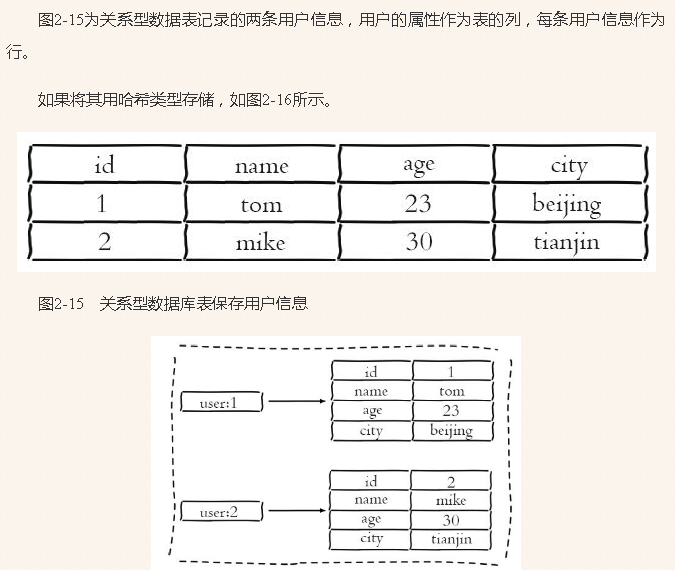 图2-15为关系型数据表记录的两条用户信息，用户的属性作为表的列，每条用户信息作为
行。
如果将其用哈希类型存储，如图2-16所示。
id name age city
1 tom 23 beijing
2 mike 30 tianjin
图2-15 关系型数据库表保存用户信息
user:1
id 1
name tom
age 23
city beijing
user:2
id 2
name mike
age 30
city tianjin